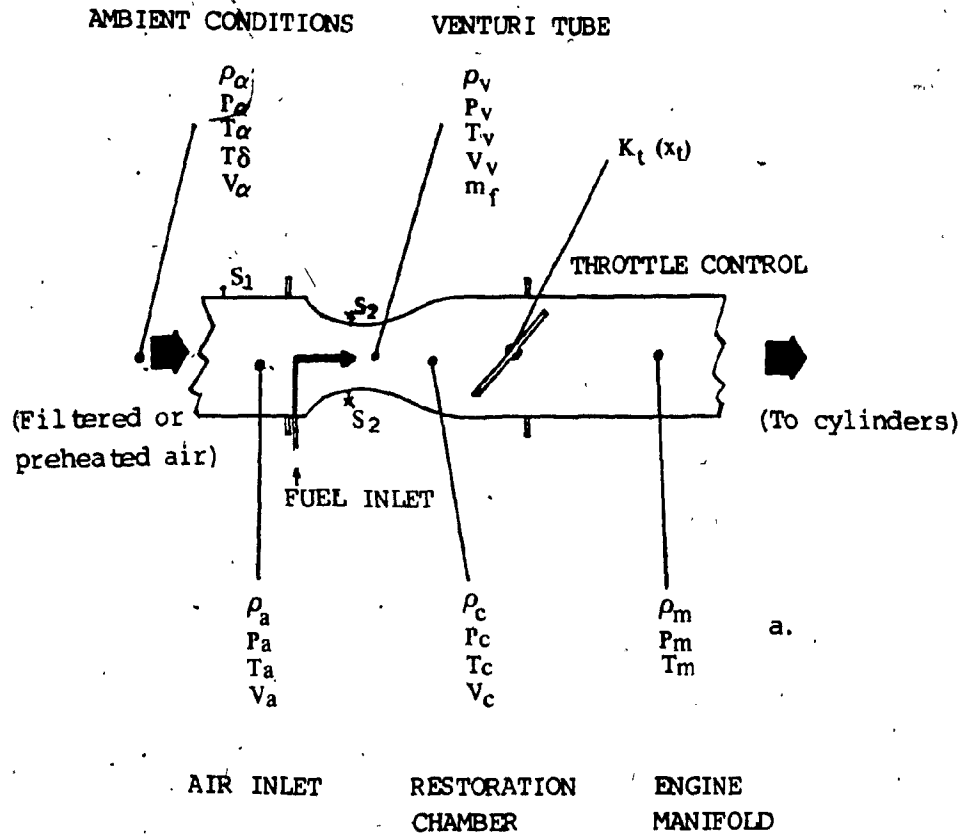 AMBIENT CONDITIONS
VENTURI TUBE
ρα
Pα
Tα
Tδ
Vα
ρv
Pv
Tv
Vv
mf
Kt (xt)
THROTTLE CONTROL
S1
S2
S2
(Filtered or
preheated air)
(To cylinders)
FUEL INLET
ρa
Pa
Ta
Va
ρc
Pc
Tc
Vc
ρm
Pm
Tm
a.
AIR INLET
RESTORATION
CHAMBER
ENGINE
MANIFOLD